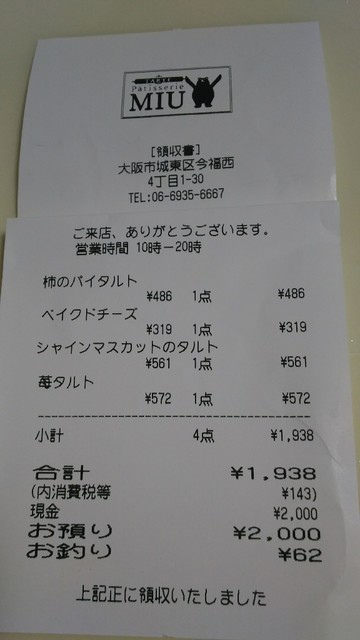 Patisserie
MIU
[領収書]
大阪市城東区今福西
4丁目1-30
TEL:06-6935-6667
ご来店、ありがとうございます。
営業時間 10時ー20時
柿のパイタルト
¥486 1点 ¥486
ベイクドチーズ
¥319 1点 ¥319
シャインマスカットのタルト
¥561 1点 ¥561
苺タルト
¥572 1点 ¥572
小計 4点 ¥1,938
合計 ¥1,938
(内消費税等 ¥143)
現金 ¥2,000
お預り ¥2,000
お釣り ¥62
上記正に領収いたしました